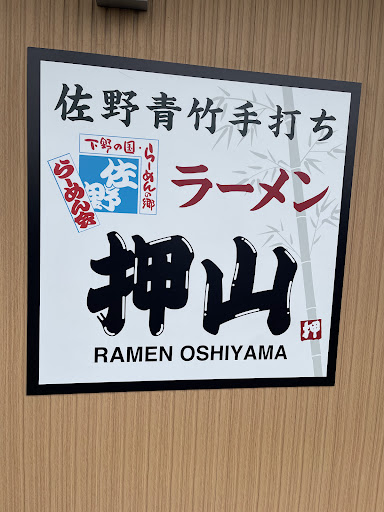 佐野青竹手打ち
下野の国・らーめんの郷
佐野
らーめん会
ラーメン
押山
RAMEN OSHIYAMA
押